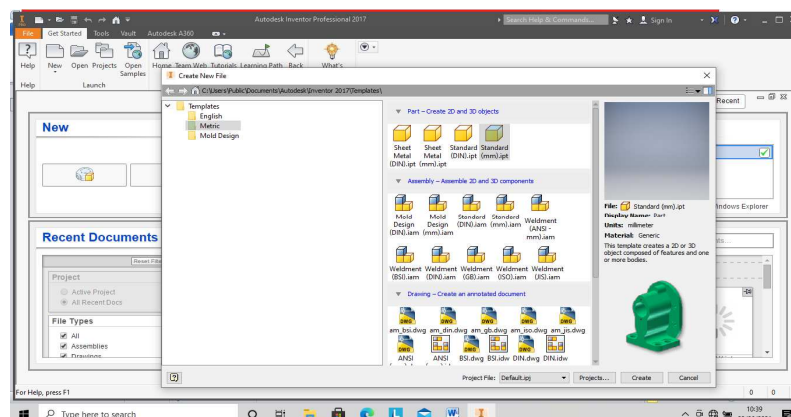 Autodesk Inventor Professional 2017
Search Help & Commands...
Sign In
File Get Started Tools Vault Autodesk A360
Help New Open Projects Open Samples Home Team Web Tutorials Learning Path Back What's
Help Launch
Create New File
C:\Users\Public\Documents\Autodesk\Inventor 2017\Templates\
Recent
Templates
English
Metric
Mold Design
Part – Create 2D and 3D objects
Sheet Metal (DIN).ipt
Sheet Metal (mm).ipt
Standard (DIN).ipt
Standard (mm).ipt
Assembly – Assemble 2D and 3D components
Mold Design (DIN).iam
Mold Design (mm).iam
Standard (DIN).iam
Standard (mm).iam
Weldment (ANSI - mm).iam
Weldment (BSI).iam
Weldment (DIN).iam
Weldment (GB).iam
Weldment (ISO).iam
Weldment (JIS).iam
Drawing – Create an annotated document
DWG DWG DWG DWG DWG
am_bsi.dwg am_din.dwg am_gb.dwg am_iso.dwg am_jis.dwg
DWG DWG DWG
ANSI ANSI BSI.dwg BSI.idw DIN.dwg DIN.idw
File: Standard (mm).ipt
Display Name: Part
Units: millimeter
Material: Generic
This template creates a 2D or 3D
object composed of features and one
or more bodies.
Project File: Default.ipj Projects... Create Cancel
New
Windows Explorer
Recent Documents
Project
Active Project
All Recent Docs
File Types
All
Assemblies
Drawings
For Help, press F1
0 0
Type here to search
10:39